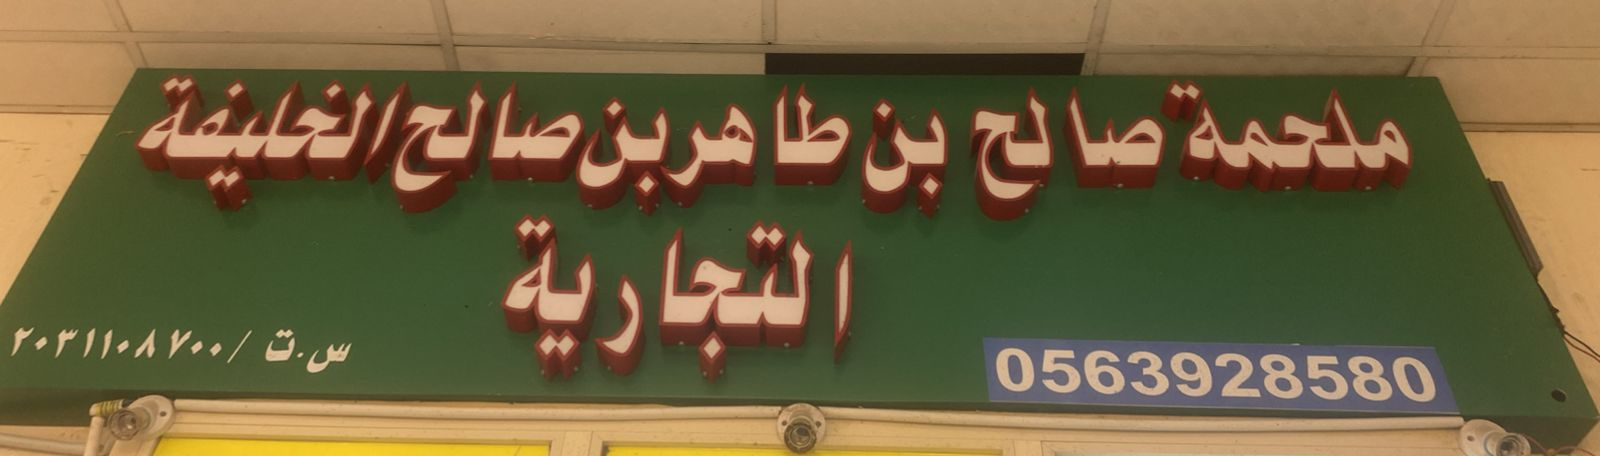 ملحمة صالح بن طاهر بن صالح الخليفة
التجارية
س.ت / ٢٠٣١١٠٨٧٠٠
0563928580